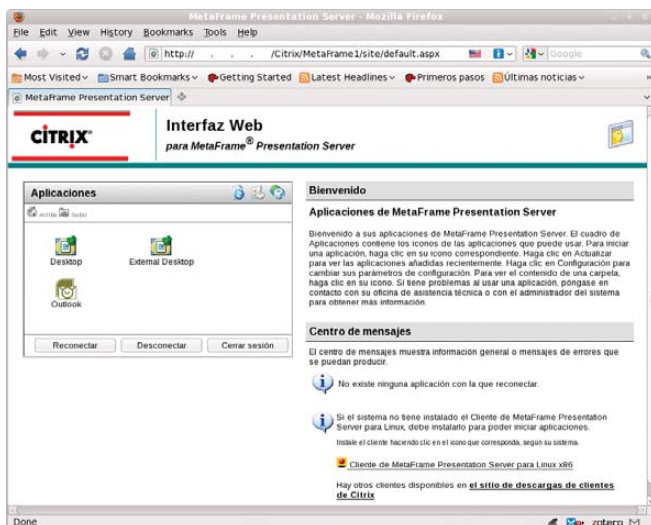 MetaFrame Presentation Server - Mozilla Firefox
File Edit View History Bookmarks Tools Help
http:// . . . /Citrix/MetaFrame1/site/default.aspx
Google
Most Visited Smart Bookmarks Getting Started Latest Headlines Primeros pasos Últimas noticias
MetaFrame Presentation Server
CITRIX®
Interfaz Web
para MetaFrame® Presentation Server
Aplicaciones
Arriba Subir
Desktop External Desktop
Outlook
Reconectar Desconectar Cerrar sesión
Bienvenido
Aplicaciones de MetaFrame Presentation Server
Bienvenido a sus aplicaciones de MetaFrame Presentation Server. El cuadro de
Aplicaciones contiene los iconos de las aplicaciones que puede usar. Para iniciar
una aplicación, haga clic en su icono correspondiente. Haga clic en Actualizar
para ver las aplicaciones añadidas recientemente. Haga clic en Configuración para
cambiar sus parámetros de configuración. Para ver el contenido de una carpeta,
haga clic en su icono. Si tiene problemas al usar una aplicación, póngase en
contacto con su oficina de asistencia técnica o con el administrador del sistema
para obtener más información.
Centro de mensajes
El centro de mensajes muestra información general o mensajes de errores que
se puedan producir.
No existe ninguna aplicación con la que reconectar.
Si el sistema no tiene instalado el Cliente de MetaFrame Presentation
Server para Linux, debe instalarlo para poder iniciar aplicaciones.
Instale el cliente haciendo clic en el icono que corresponda, según su sistema.
Cliente de MetaFrame Presentation Server para Linux x86
Hay otros clientes disponibles en el sitio de descargas de clientes
de Citrix
Done
zotero